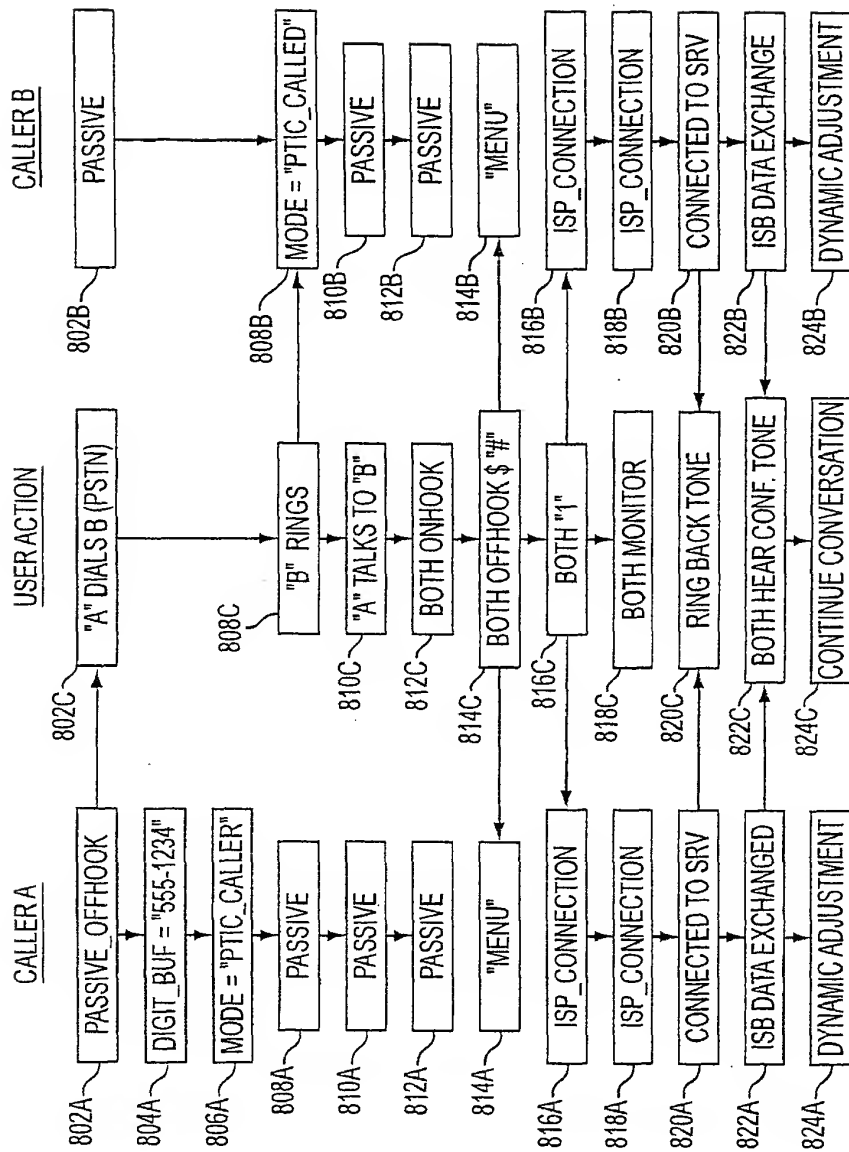 CALLER A
802A PASSIVE_OFFHOOK
804A DIGIT_BUF = "555-1234"
806A MODE = "PTIC_CALLER"
808A PASSIVE
810A PASSIVE
812A PASSIVE
814A "MENU"
816A ISP_CONNECTION
818A ISP_CONNECTION
820A CONNECTED TO SRV
822A ISB DATA EXCHANGED
824A DYNAMIC ADJUSTMENT
USER ACTION
802C "A" DIALS B (PSTN)
808C "B" RINGS
810C "A" TALKS TO "B"
812C BOTH ONHOOK
814C BOTH OFFHOOK $ "#"
816C BOTH "1"
818C BOTH MONITOR
820C RING BACK TONE
822C BOTH HEAR CONF. TONE
824C CONTINUE CONVERSATION
CALLER B
802B PASSIVE
808B MODE = "PTIC_CALLED"
810B PASSIVE
812B PASSIVE
814B "MENU"
816B ISP_CONNECTION
818B ISP_CONNECTION
820B CONNECTED TO SRV
822B ISB DATA EXCHANGE
824B DYNAMIC ADJUSTMENT